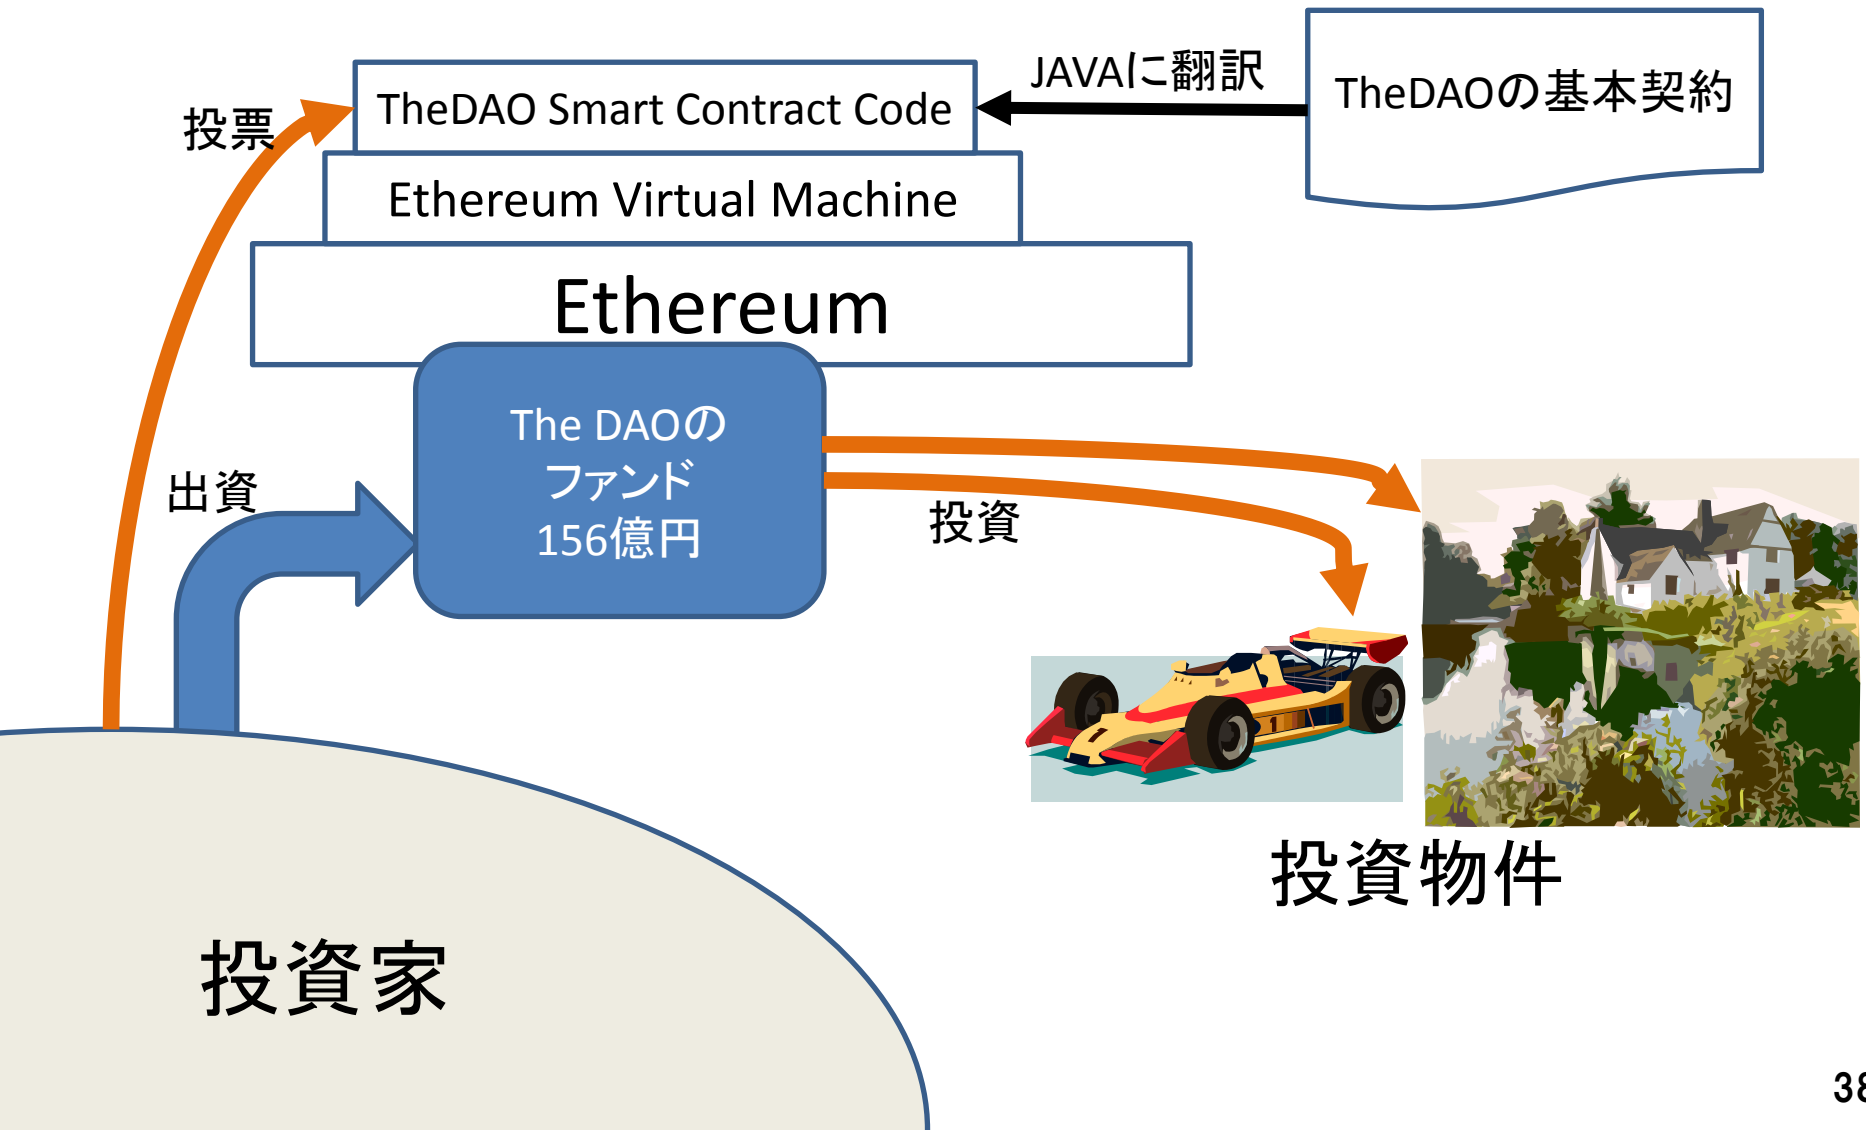 JAVAに翻訳
TheDAOの基本契約
TheDAO Smart Contract Code
投票
Ethereum Virtual Machine
Ethereum
The DAOの
ファンド
156億円
出資
投資
投資物件
投資家
38